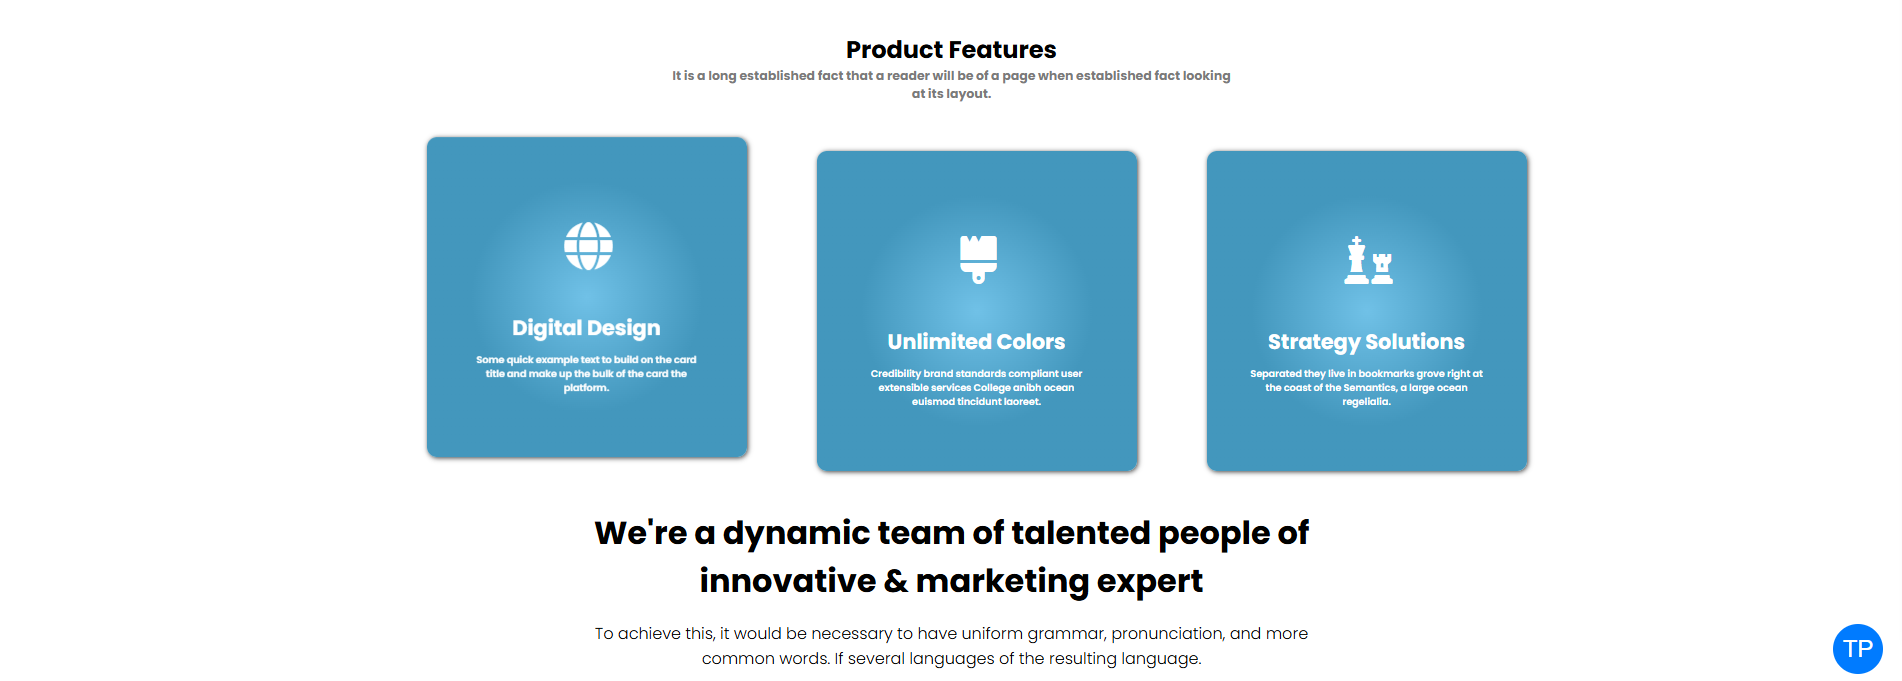 Product Features
It is a long established fact that a reader will be of a page when established fact looking
at its layout.
Digital Design
Some quick example text to build on the card
title and make up the bulk of the card the
platform.
Unlimited Colors
Credibility brand standards compliant user
extensible services College anibh ocean
euismod tincidunt laoreet.
Strategy Solutions
Separated they live in bookmarks grove right at
the coast of the Semantics, a large ocean
regelialia.
We're a dynamic team of talented people of
innovative & marketing expert
To achieve this, it would be necessary to have uniform grammar, pronunciation, and more
common words. If several languages of the resulting language.
TP